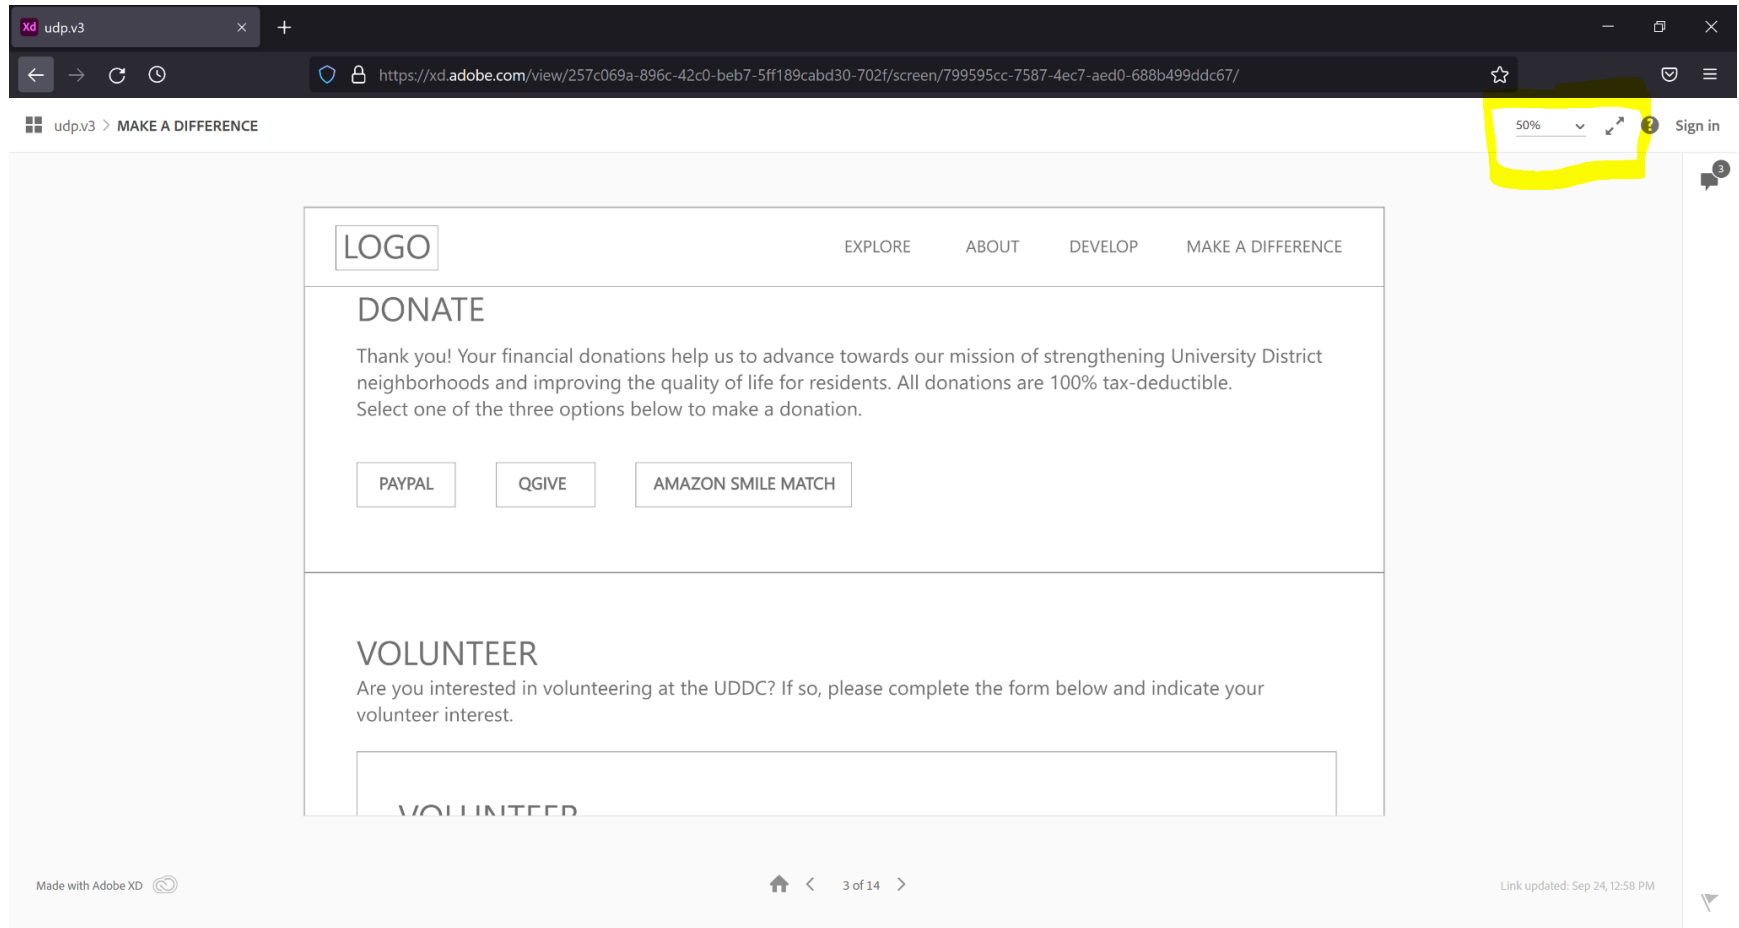 Xd udp.v3
https://xd.adobe.com/view/257c069a-896c-42c0-beb7-5ff189cabd30-702f/screen/799595cc-7587-4ec7-aed0-688b499ddc67/
udp.v3 > MAKE A DIFFERENCE
50%
?
Sign in
3
LOGO
EXPLORE ABOUT DEVELOP MAKE A DIFFERENCE
DONATE
Thank you! Your financial donations help us to advance towards our mission of strengthening University District
neighborhoods and improving the quality of life for residents. All donations are 100% tax-deductible.
Select one of the three options below to make a donation.
PAYPAL QGIVE AMAZON SMILE MATCH
VOLUNTEER
Are you interested in volunteering at the UDDC? If so, please complete the form below and indicate your
volunteer interest.
VOLUNTEER
Made with Adobe XD
3 of 14
Link updated: Sep 24, 12:58 PM